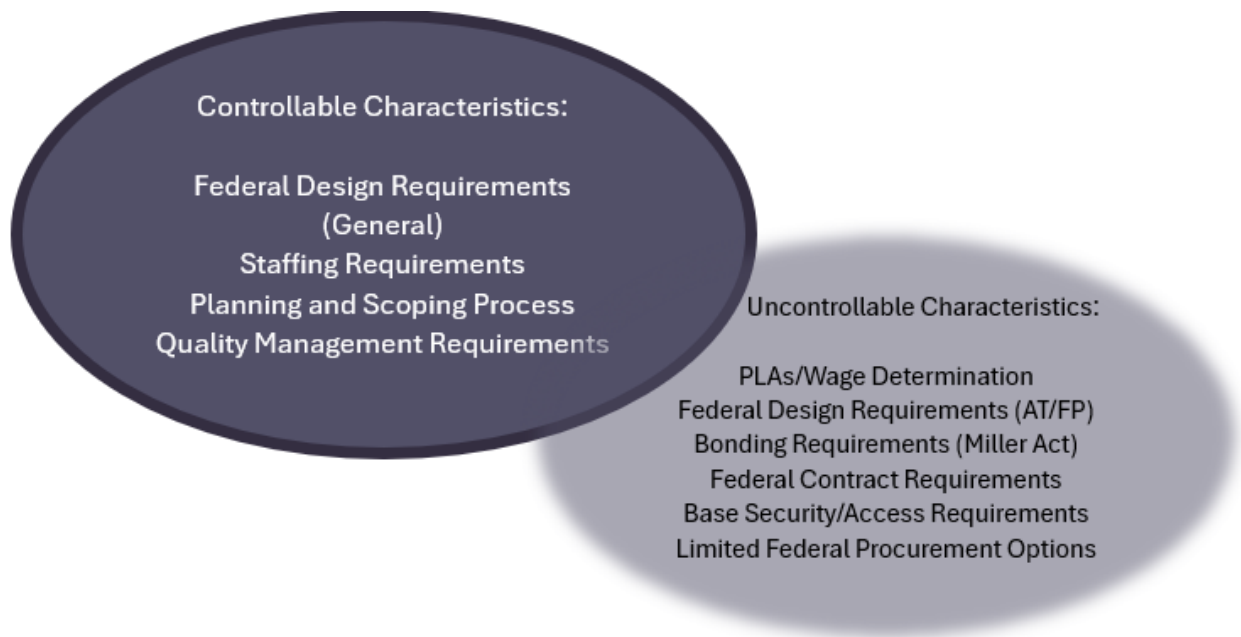 Controllable Characteristics:
Federal Design Requirements
(General)
Staffing Requirements
Planning and Scoping Process
Quality Management Requirements
Uncontrollable Characteristics:
PLAs/Wage Determination
Federal Design Requirements (AT/FP)
Bonding Requirements (Miller Act)
Federal Contract Requirements
Base Security/Access Requirements
Limited Federal Procurement Options